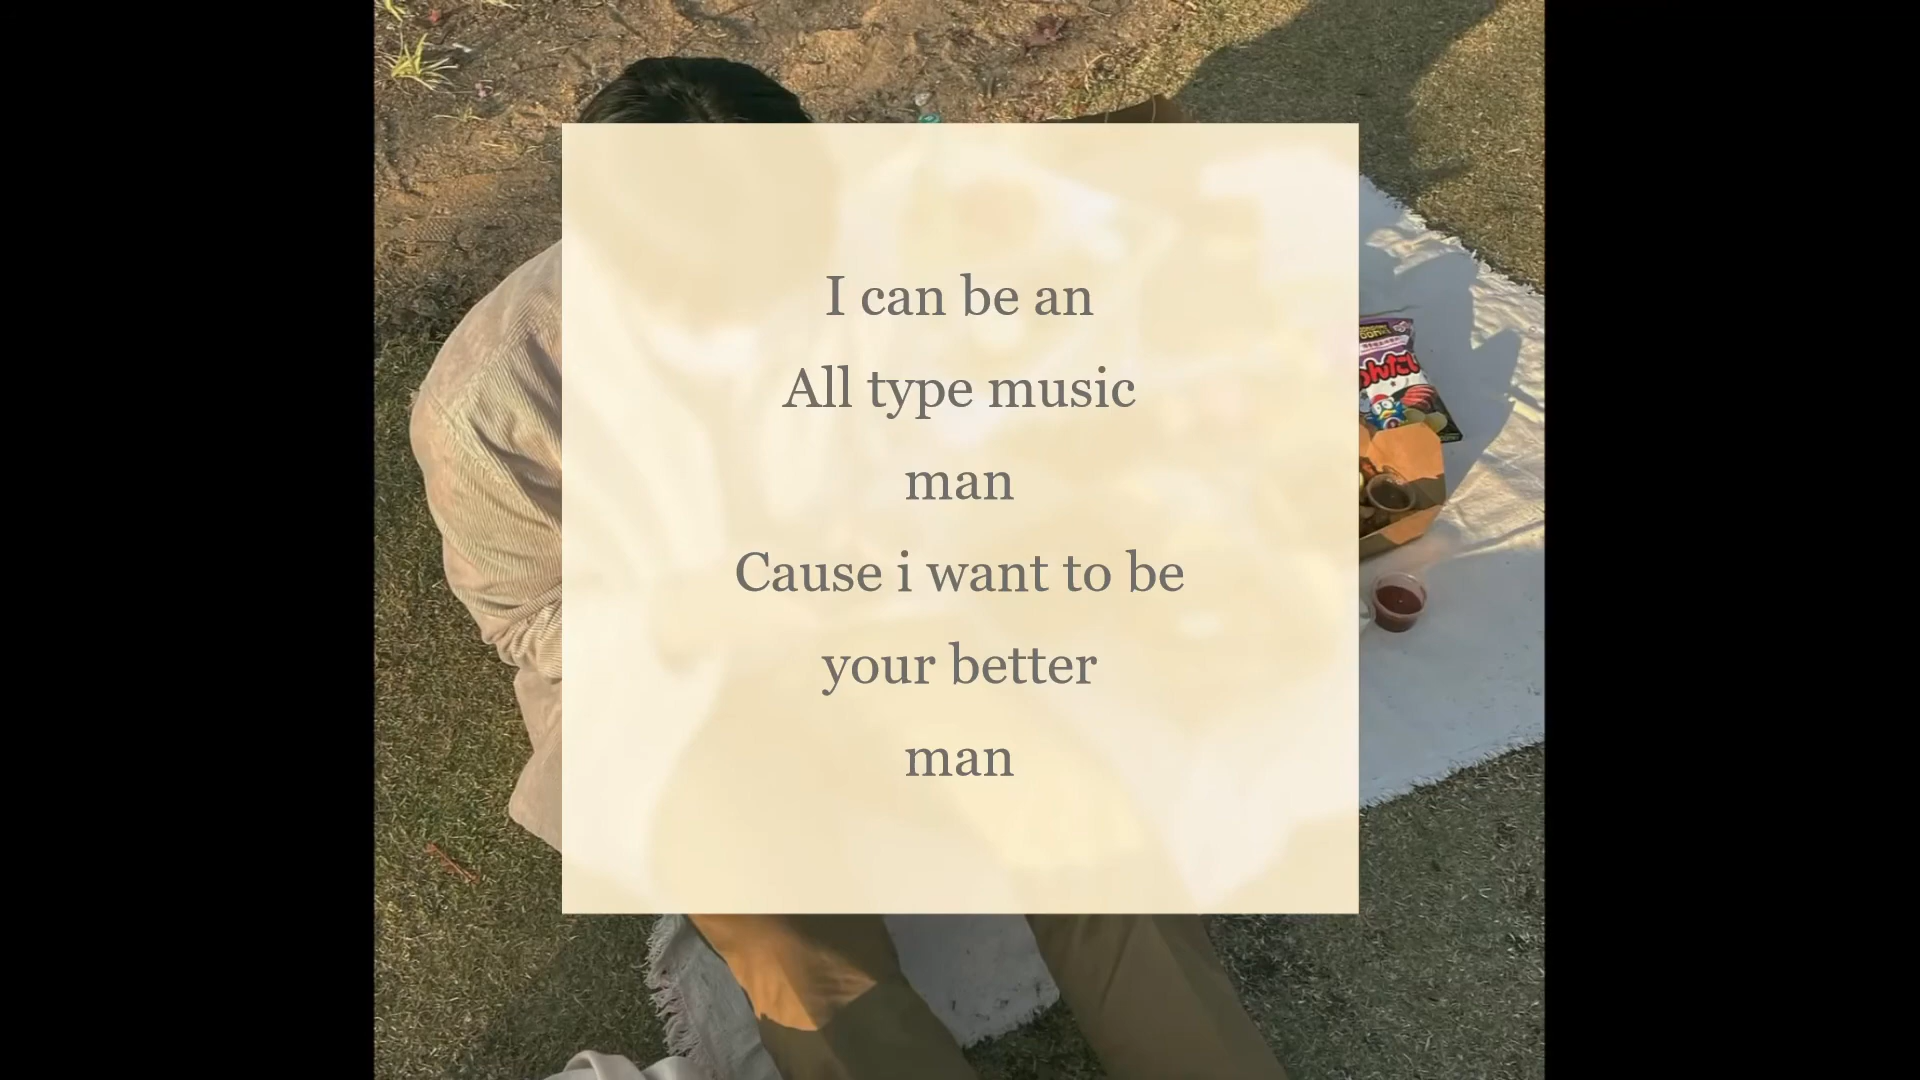 I can be an
All type music
man
Cause i want to be
your better
man